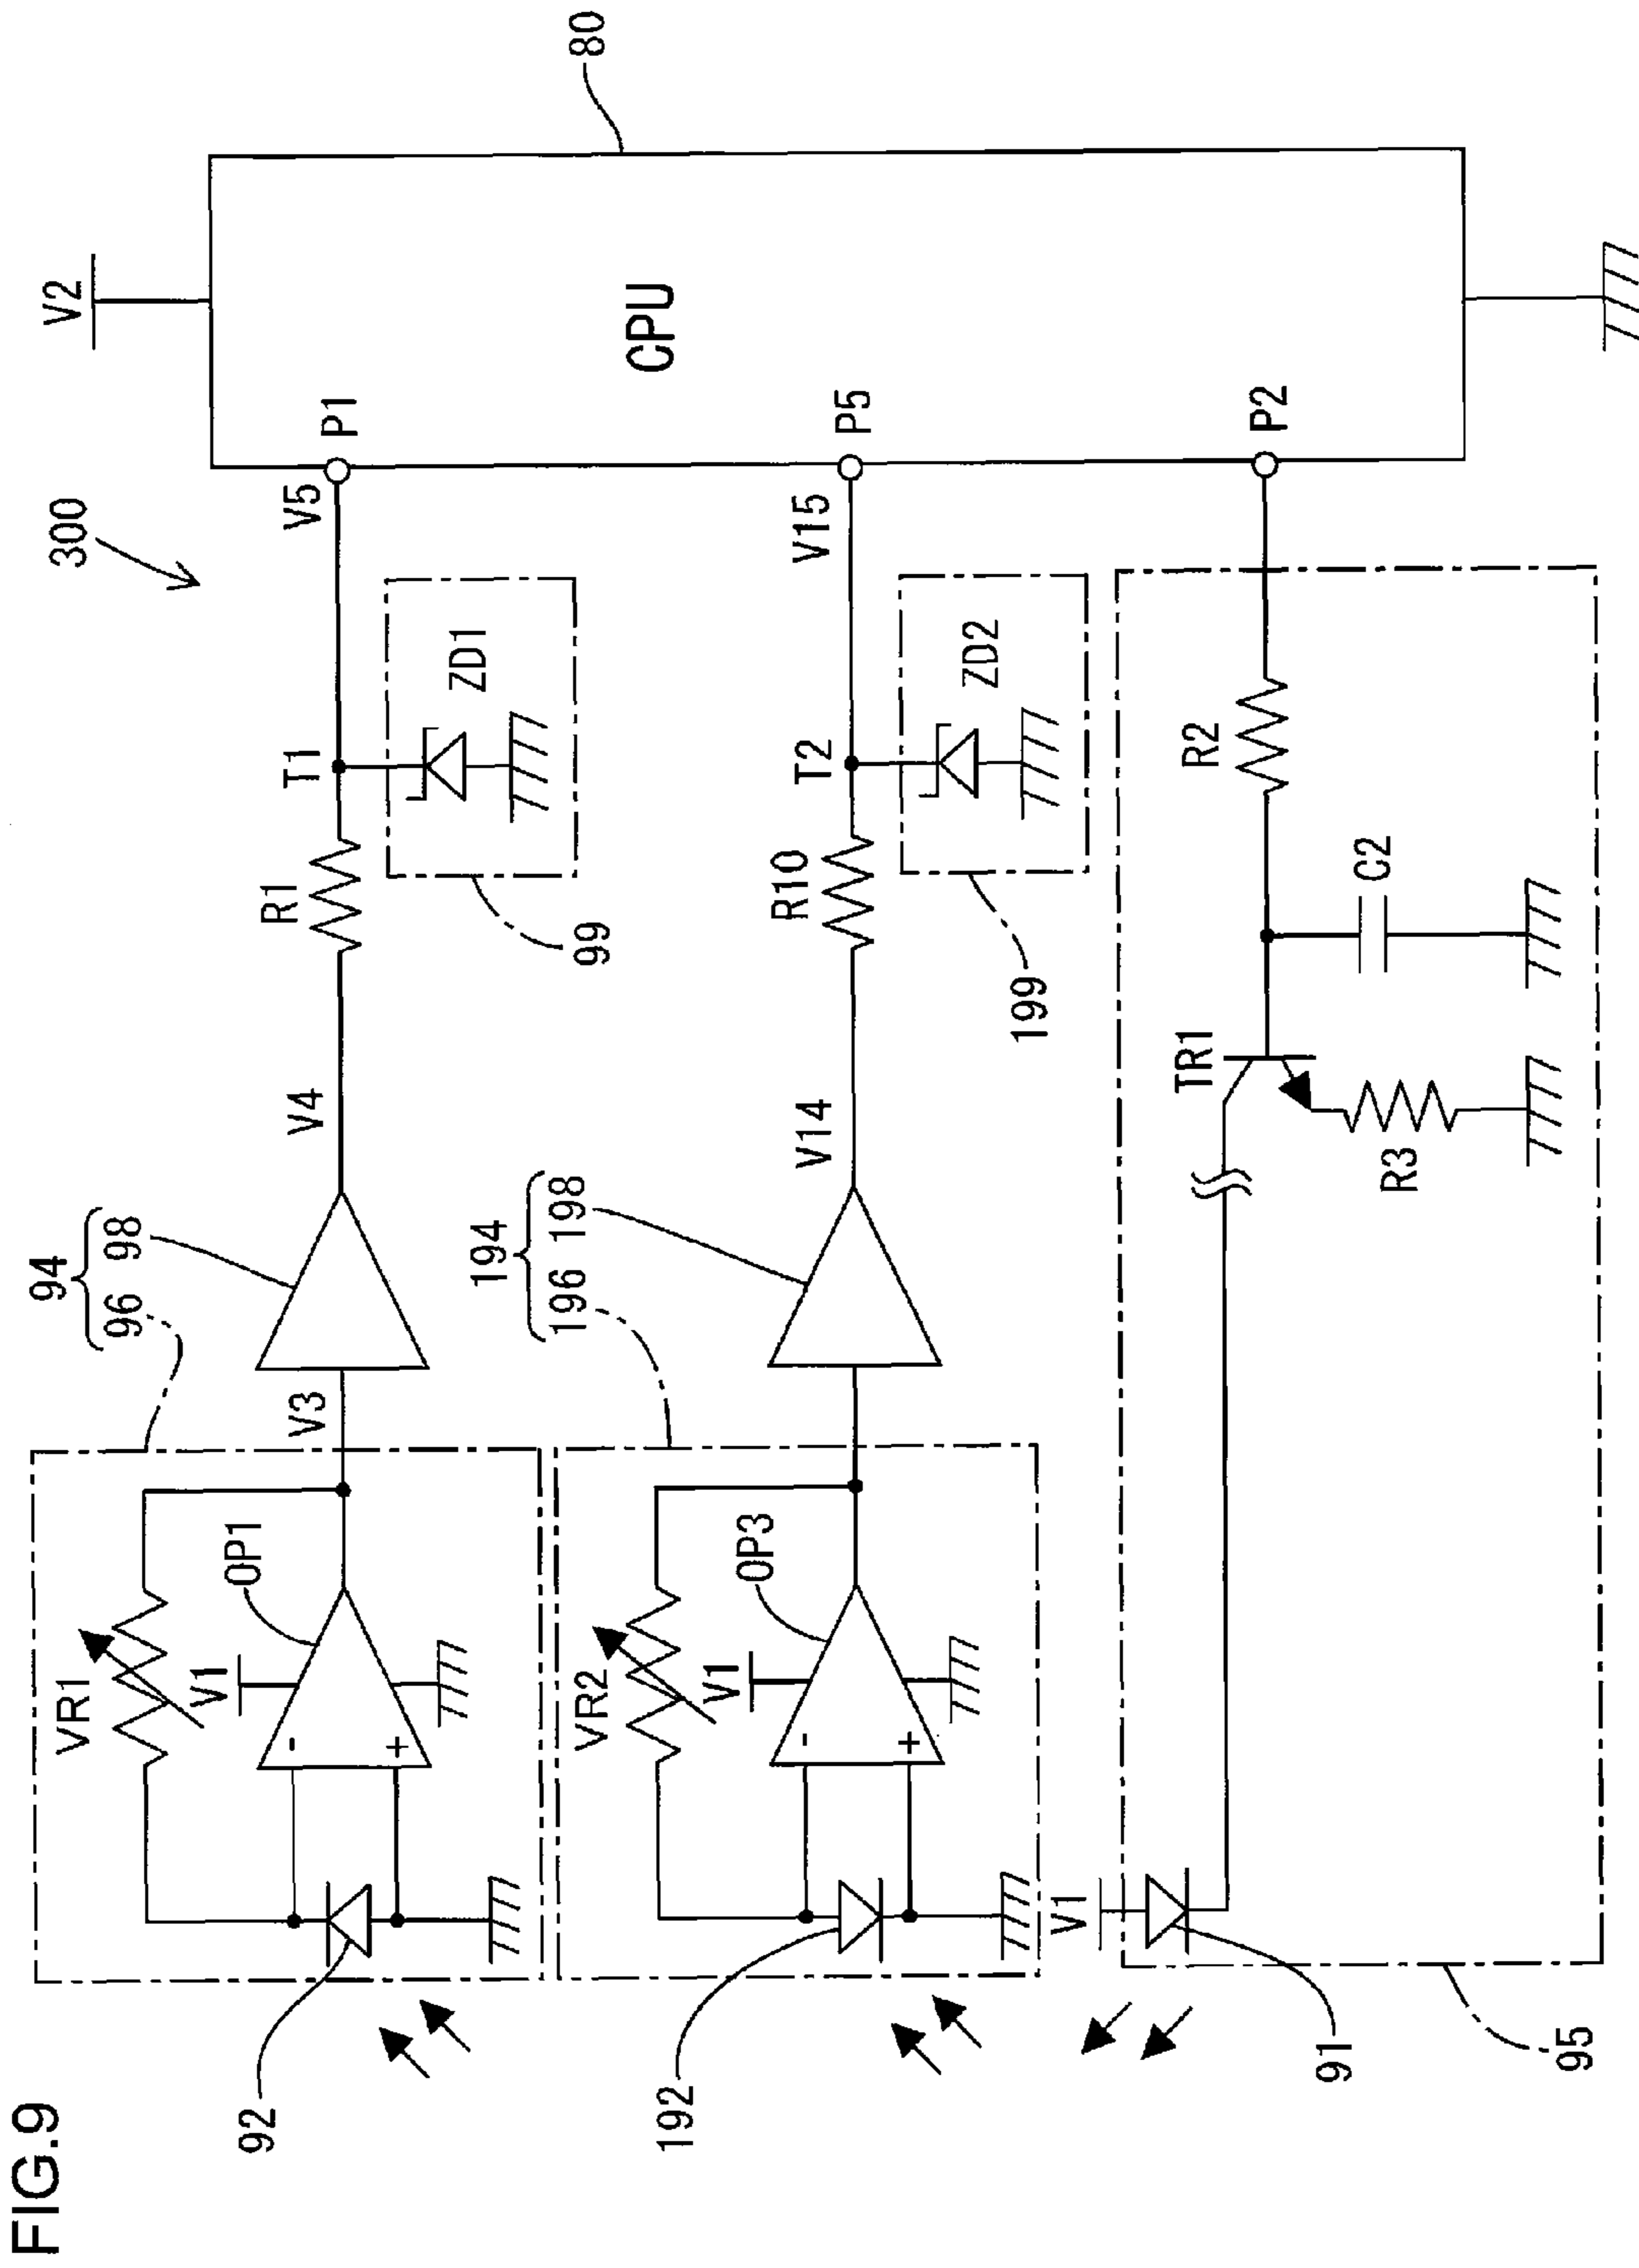 FIG.9
300
V2
80
CPU
P1
P5
P2
94
96 98
VR1
V1
OP1
-
+
92
V3
V4
R1
T1
V5
ZD1
99
194
196 198
VR2
V1
OP3
-
+
192
V14
R10
T2
V15
ZD2
199
V1
91
95
TR1
R3
C2
R2